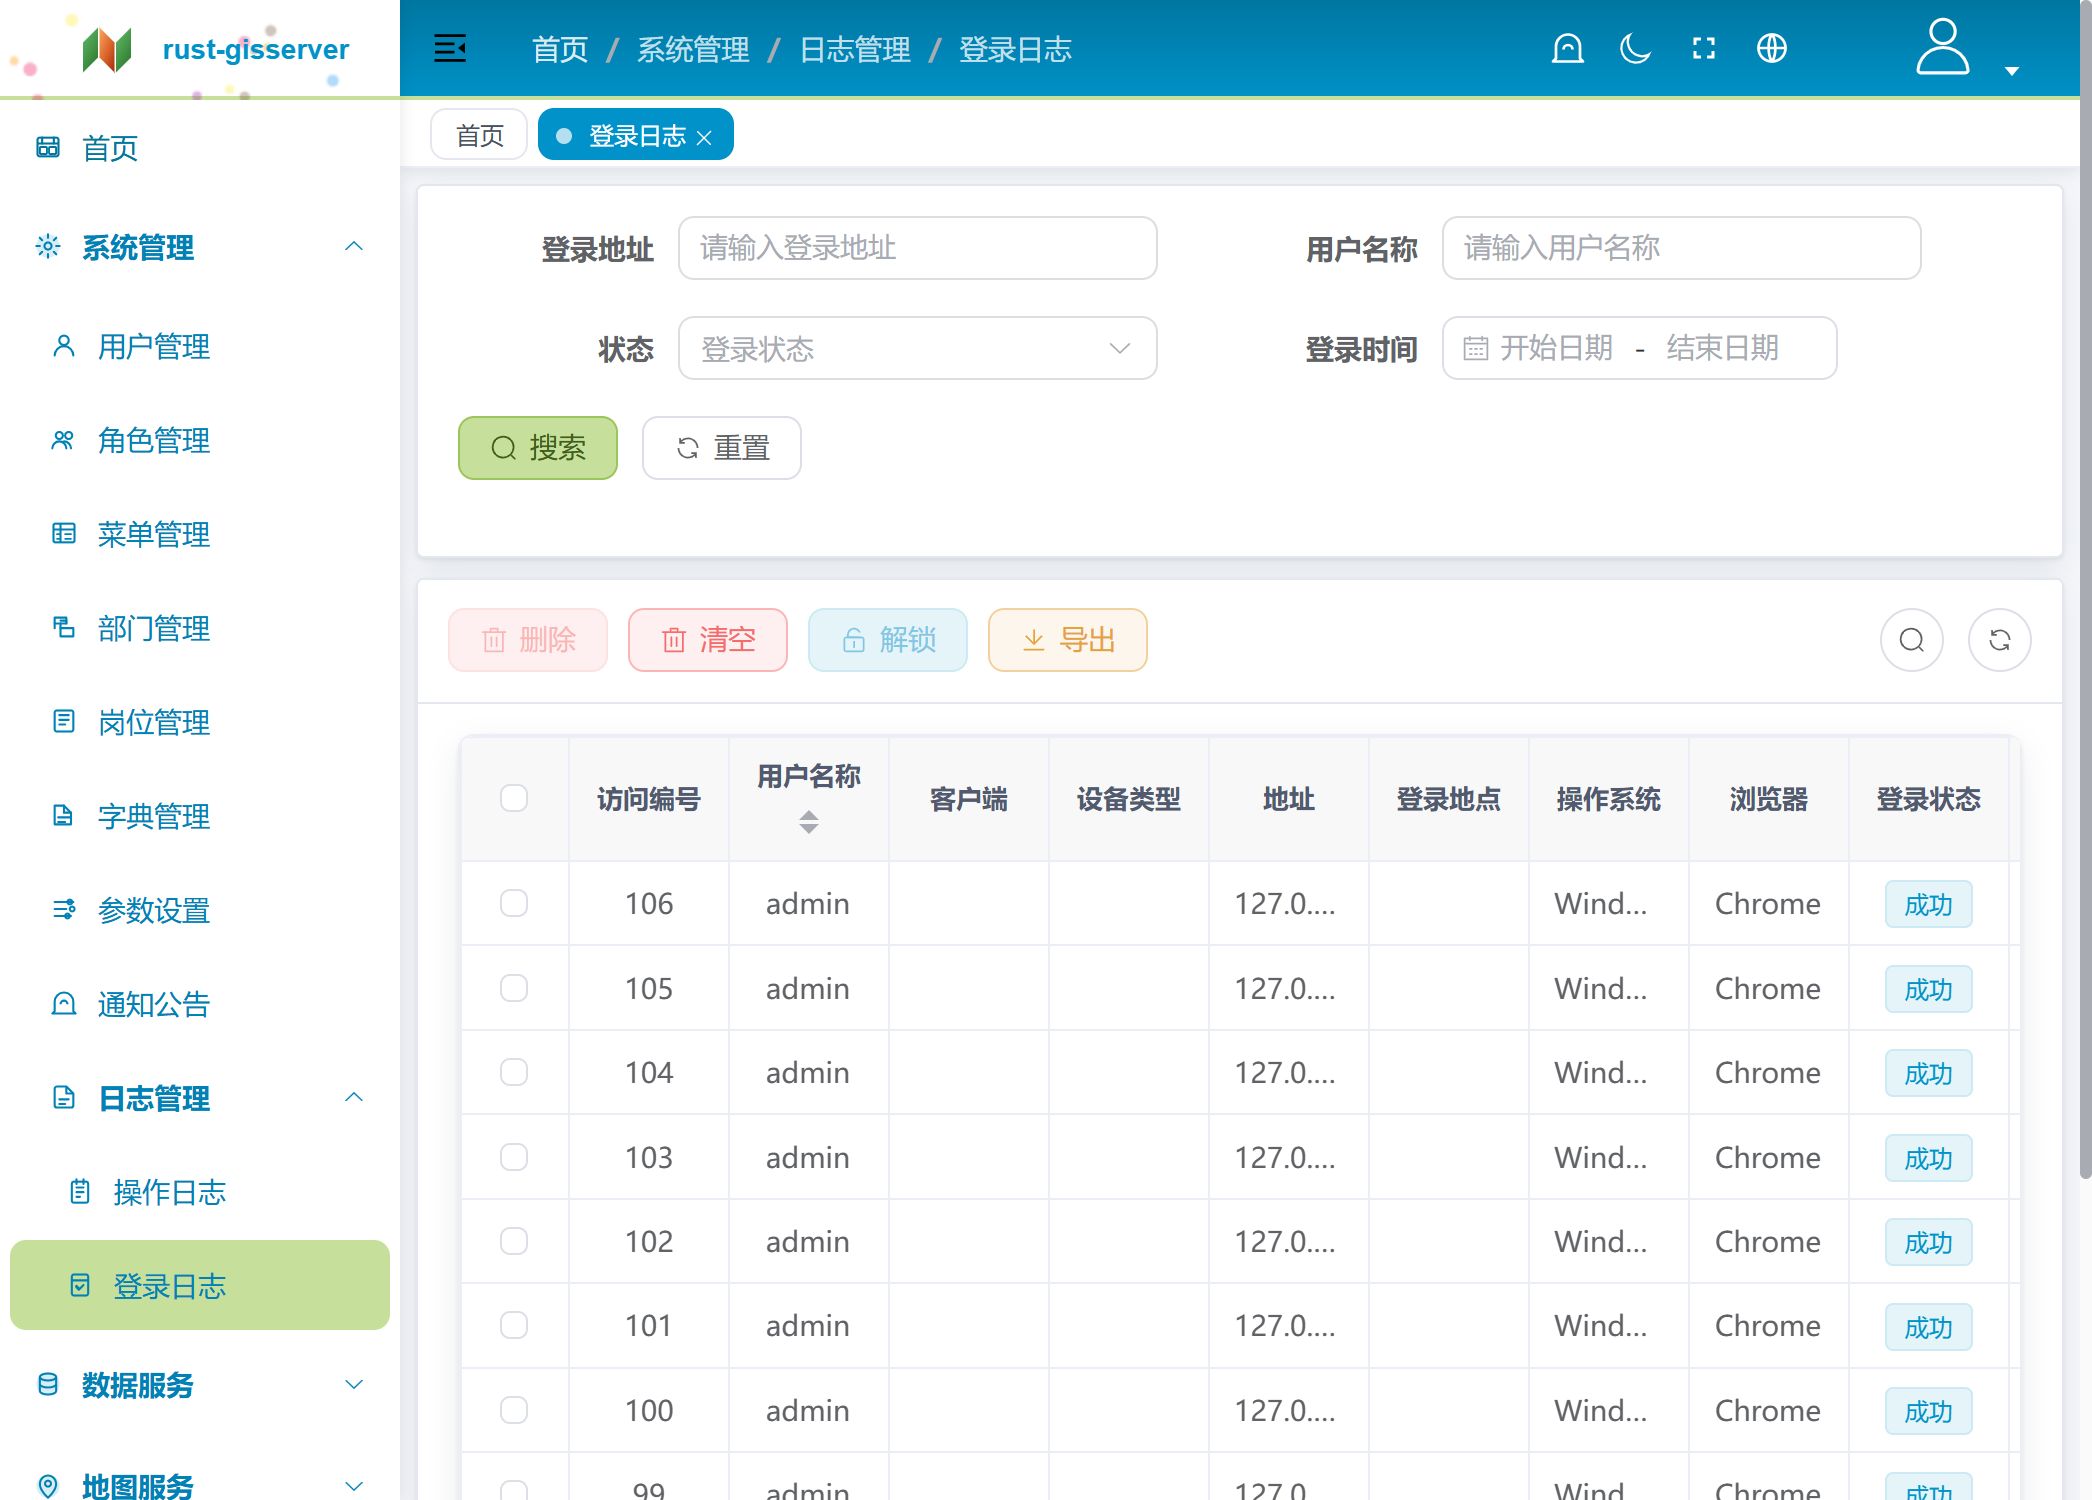 rust-gisserver
首页 / 系统管理 / 日志管理 / 登录日志
首页
登录日志
首页
系统管理
用户管理
角色管理
菜单管理
部门管理
岗位管理
字典管理
参数设置
通知公告
日志管理
操作日志
登录日志
数据服务
地图服务
登录地址 请输入登录地址 用户名称 请输入用户名称
状态 登录状态 登录时间 开始日期 - 结束日期
搜索 重置
删除 清空 解锁 导出
访问编号 用户名称 客户端 设备类型 地址 登录地点 操作系统 浏览器 登录状态
106 admin 127.0.... Wind... Chrome 成功
105 admin 127.0.... Wind... Chrome 成功
104 admin 127.0.... Wind... Chrome 成功
103 admin 127.0.... Wind... Chrome 成功
102 admin 127.0.... Wind... Chrome 成功
101 admin 127.0.... Wind... Chrome 成功
100 admin 127.0.... Wind... Chrome 成功
99 admin 127.0.... Wind... Chrome 成功